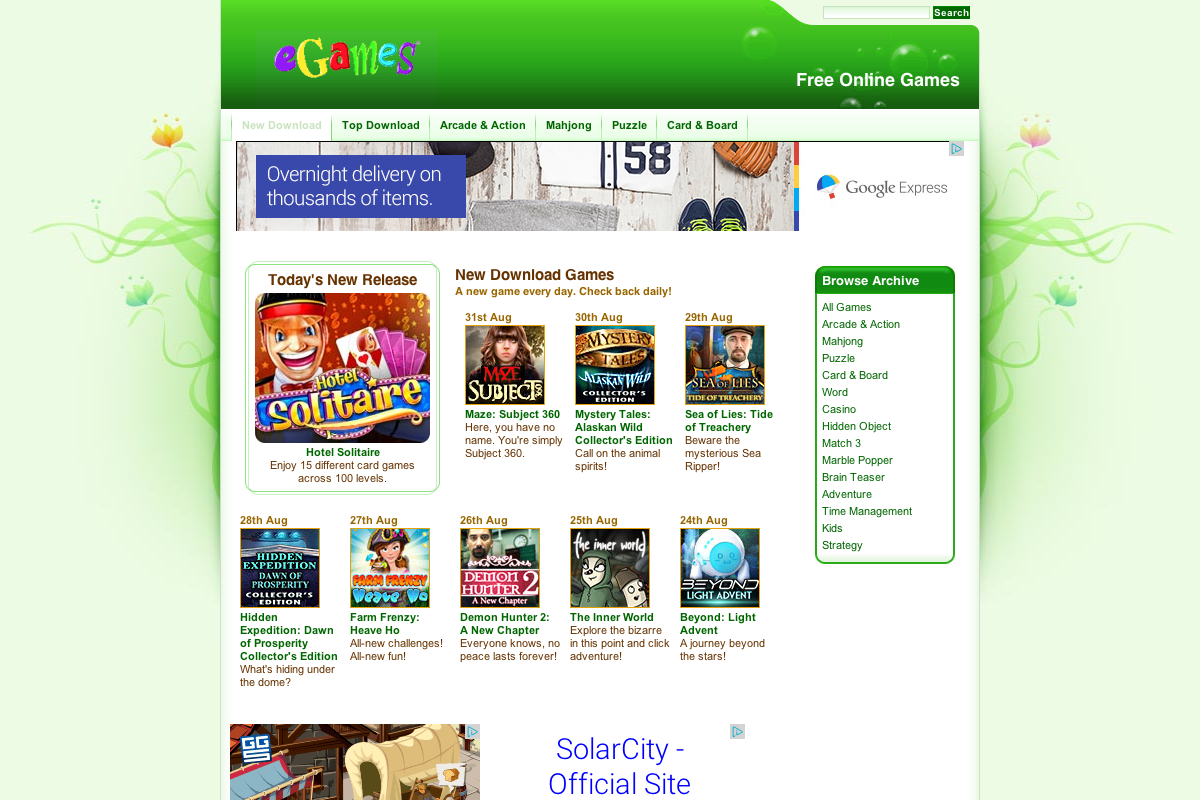 Search
eGames
Free Online Games
New Download
Top Download
Arcade & Action
Mahjong
Puzzle
Card & Board
Overnight delivery on
thousands of items.
58
Google Express
Today's New Release
Hotel
Solitaire
Hotel Solitaire
Enjoy 15 different card games
across 100 levels.
New Download Games
A new game every day. Check back daily!
31st Aug
MAZE
SUBJECT
360
Maze: Subject 360
Here, you have no
name. You're simply
Subject 360.
30th Aug
MYSTERY
TALES
ALASKAN WILD
COLLECTOR'S
EDITION
Mystery Tales:
Alaskan Wild
Collector's Edition
Call on the animal
spirits!
29th Aug
SEA OF LIES
TIDE OF TREACHERY
Sea of Lies: Tide
of Treachery
Beware the
mysterious Sea
Ripper!
Browse Archive
All Games
Arcade & Action
Mahjong
Puzzle
Card & Board
Word
Casino
Hidden Object
Match 3
Marble Popper
Brain Teaser
Adventure
Time Management
Kids
Strategy
28th Aug
HIDDEN
EXPEDITION
DAWN OF
PROSPERITY
COLLECTOR'S
EDITION
Hidden
Expedition: Dawn
of Prosperity
Collector's Edition
What's hiding under
the dome?
27th Aug
FARM FRENZY
Heave Ho
Farm Frenzy:
Heave Ho
All-new challenges!
All-new fun!
26th Aug
DEMON
HUNTER 2
A New Chapter
Demon Hunter 2:
A New Chapter
Everyone knows, no
peace lasts forever!
25th Aug
the inner world
The Inner World
Explore the bizarre
in this point and click
adventure!
24th Aug
BEYOND
LIGHT ADVENT
Beyond: Light
Advent
A journey beyond
the stars!
GGS
SolarCity -
Official Site